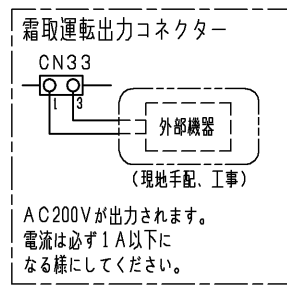 霜取運転出力コネクター
CN33
1 3
外部機器
(現地手配、工事)
AC200Vが出力されます。
電流は必ず1A以下に
なる様にしてください。